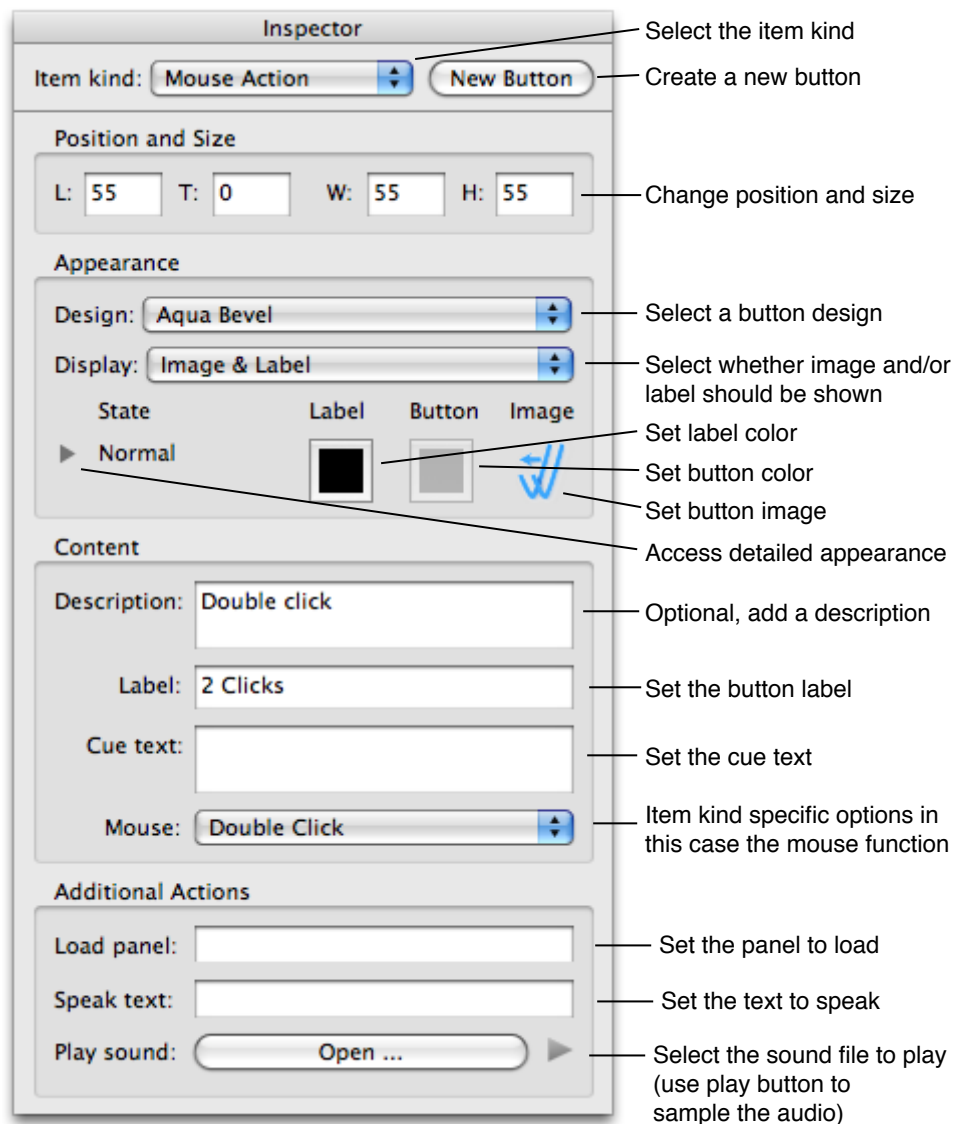 Inspector
Select the item kind
Item kind: Mouse Action New Button
Create a new button
Position and Size
L: 55 T: 0 W: 55 H: 55
Change position and size
Appearance
Design: Aqua Bevel
Select a button design
Display: Image & Label
Select whether image and/or
label should be shown
State Label Button Image
Normal
Set label color
Set button color
Set button image
Access detailed appearance
Content
Description: Double click
Optional, add a description
Label: 2 Clicks
Set the button label
Cue text:
Set the cue text
Mouse: Double Click
Item kind specific options in
this case the mouse function
Additional Actions
Load panel:
Set the panel to load
Speak text:
Set the text to speak
Play sound: Open ...
Select the sound file to play
(use play button to
sample the audio)